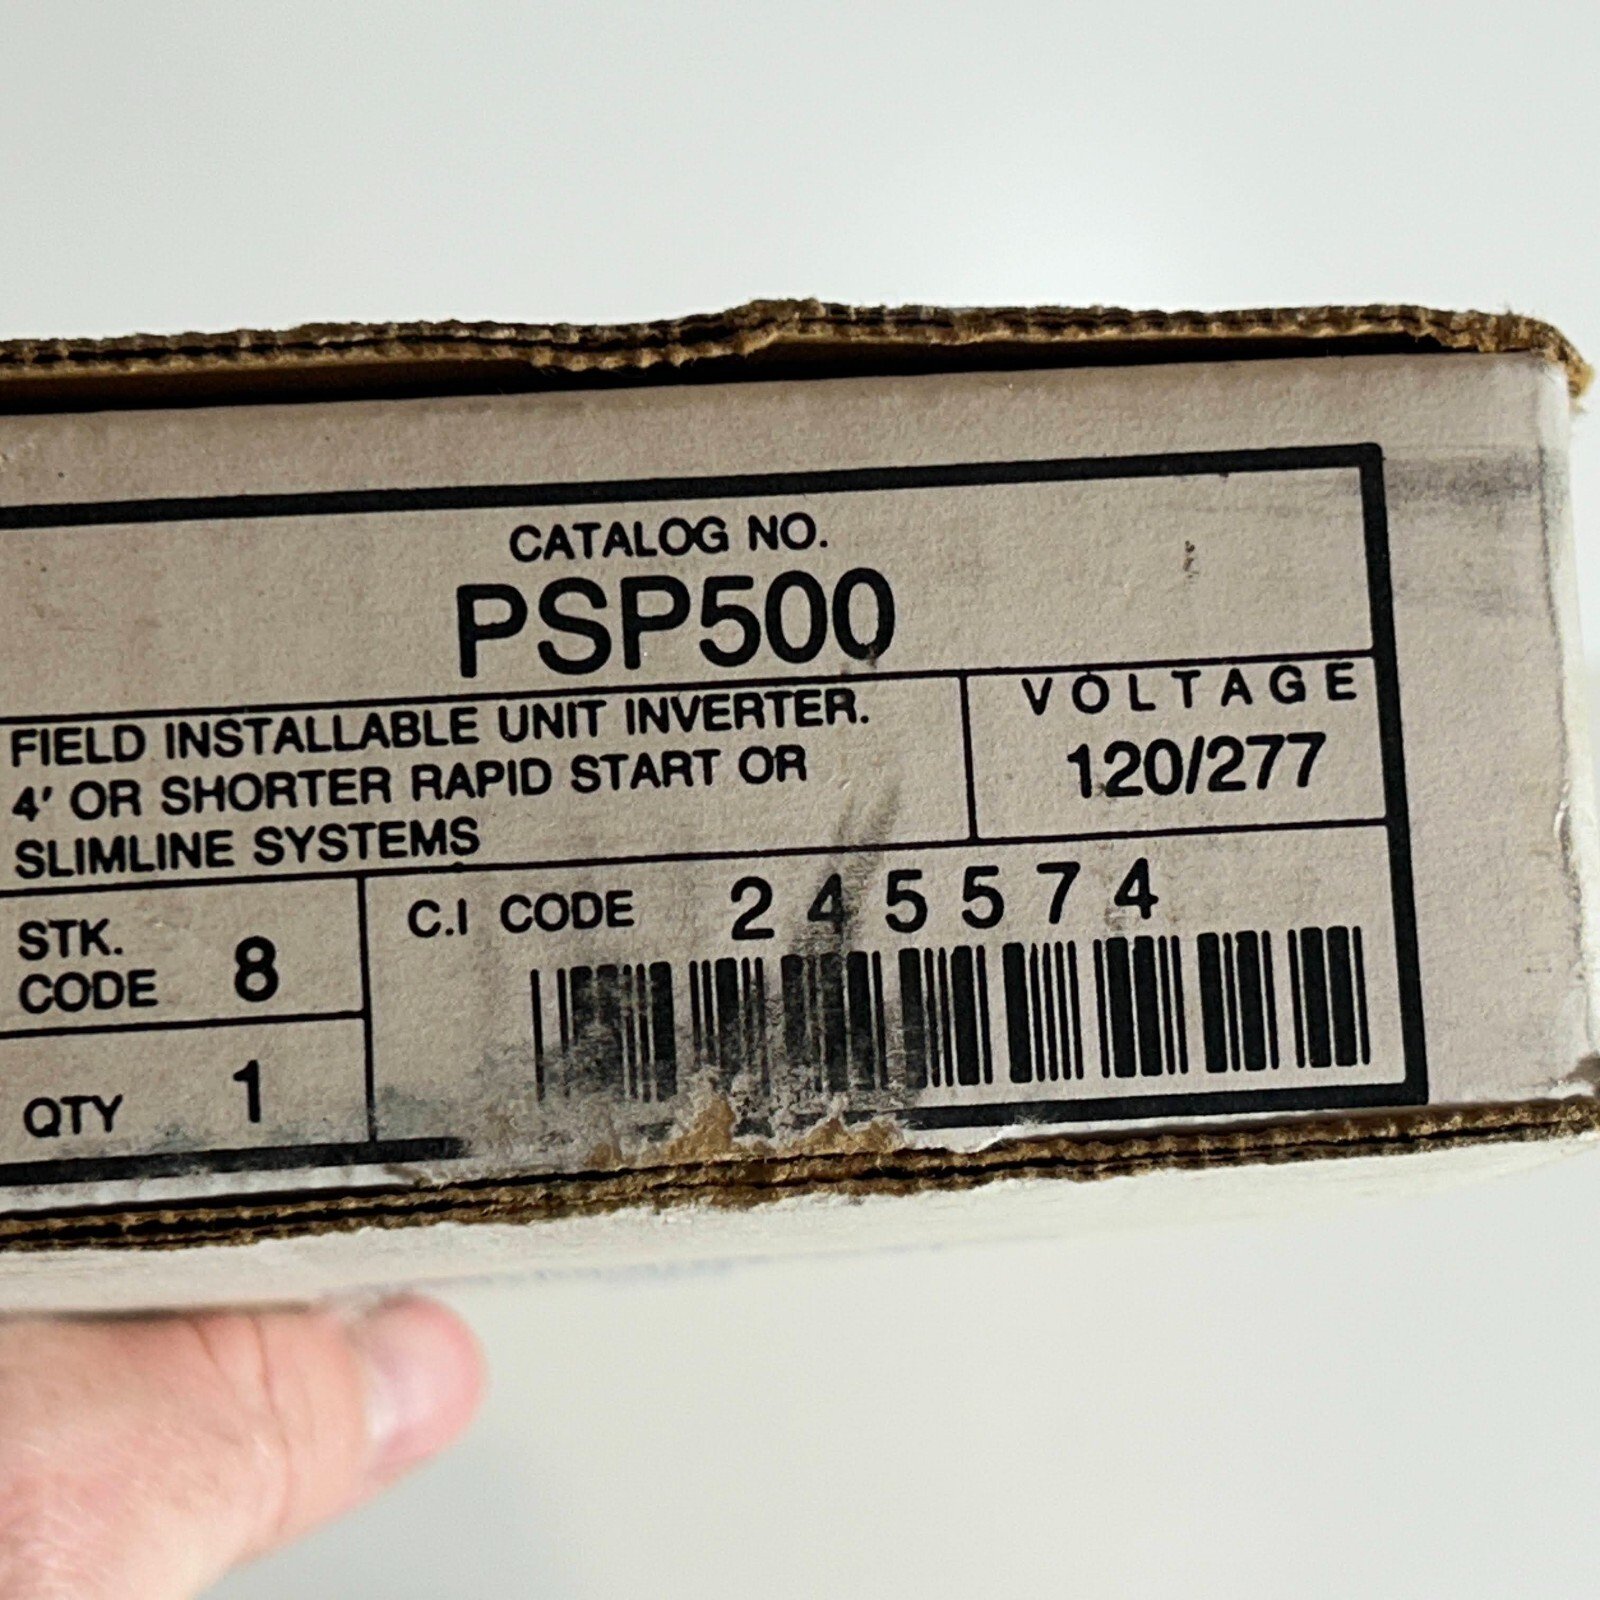 CATALOG NO.
PSP500
FIELD INSTALLABLE UNIT INVERTER.
4' OR SHORTER RAPID START OR
SLIMLINE SYSTEMS
VOLTAGE
120/277
STK.
CODE 8
C.I CODE 245574
QTY 1